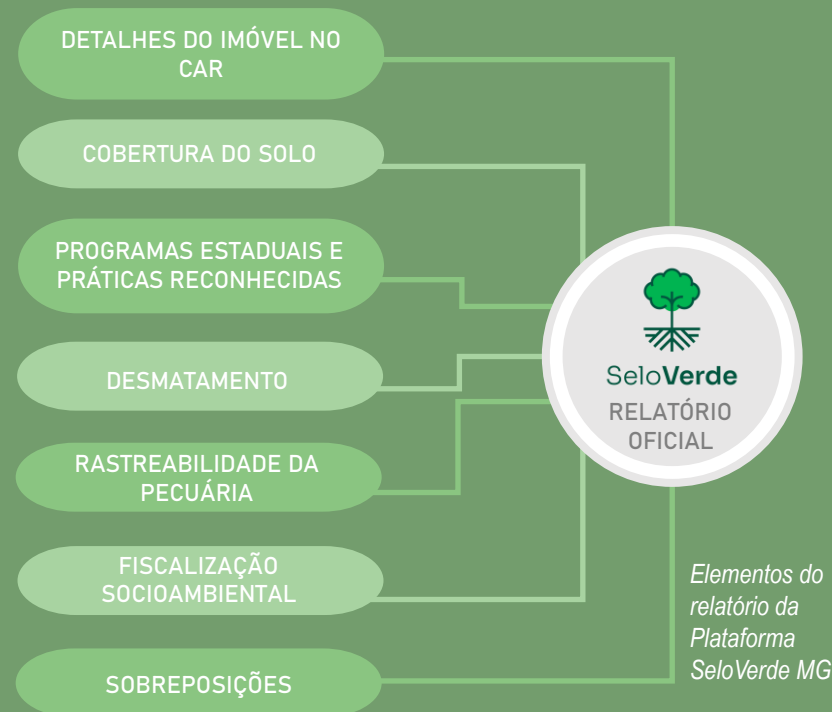 DETALHES DO IMÓVEL NO
CAR
COBERTURA DO SOLO
PROGRAMAS ESTADUAIS E
PRÁTICAS RECONHECIDAS
DESMATAMENTO
RASTREABILIDADE DA
PECUÁRIA
FISCALIZAÇÃO
SOCIOAMBIENTAL
SOBREPOSIÇÕES
SeloVerde
RELATÓRIO
OFICIAL
Elementos do
relatório da
Plataforma
SeloVerde MG